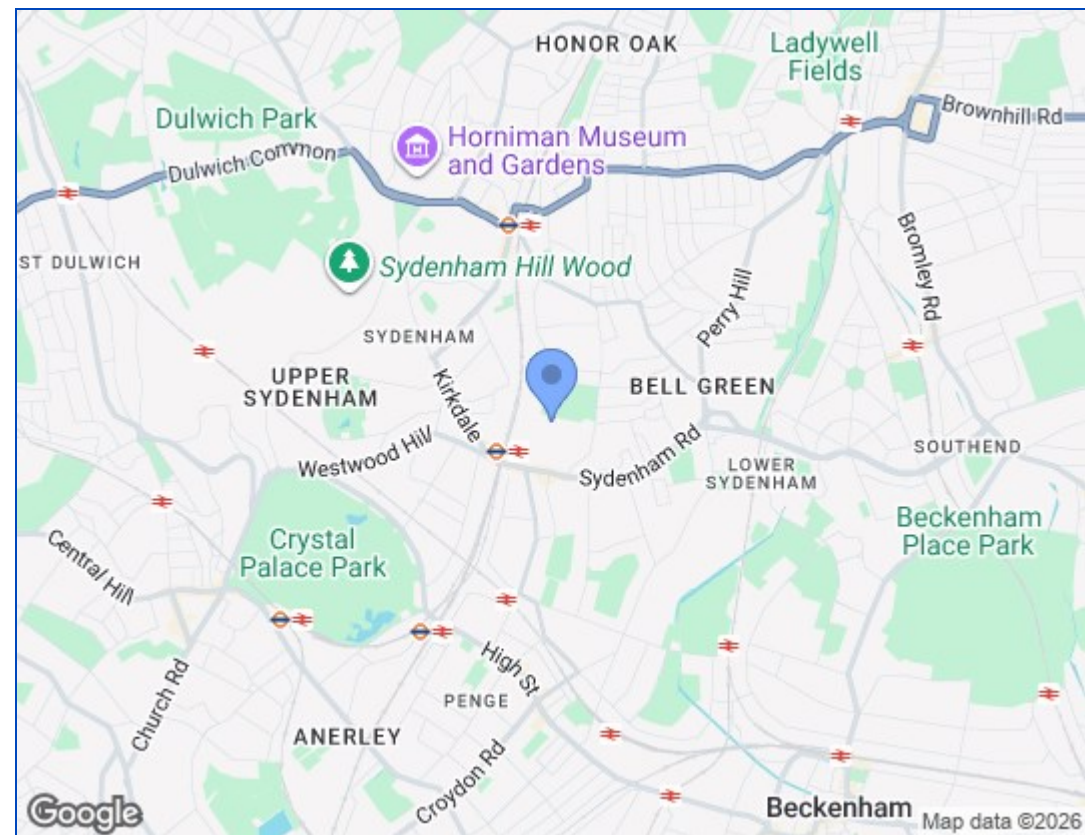 HONOR OAK
Ladywell
Fields
Dulwich Park
Brownhill Rd
Horniman Museum
and Gardens
Dulwich Common
ST DULWICH
Sydenham Hill Wood
Bromley Rd
Perry Hill
SYDENHAM
UPPER
SYDENHAM
Kirkdale
BELL GREEN
Westwood Hill
Sydenham Rd
SOUTHEND
LOWER
SYDENHAM
Crystal
Palace Park
Beckenham
Place Park
Central Hill
High St
Church Rd
PENGE
ANERLEY
Croydon Rd
Beckenham
Google
Map data ©2026